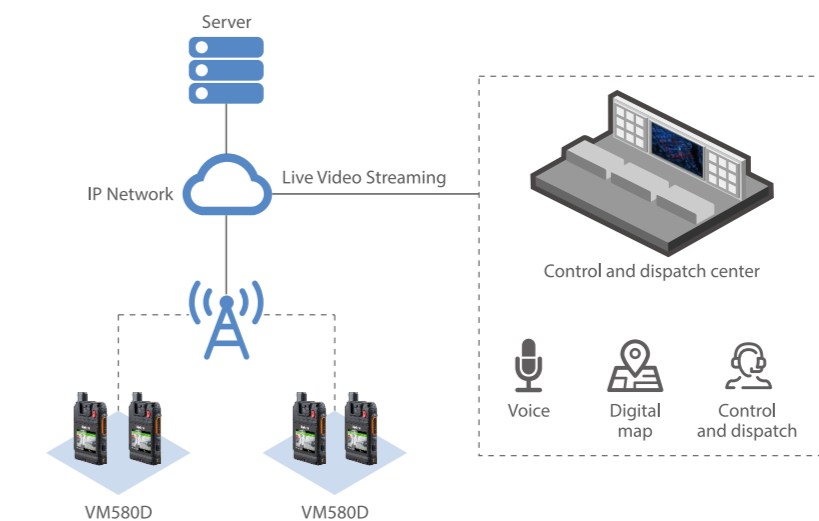 Server
IP Network
Live Video Streaming
Control and dispatch center
Voice
Digital
map
Control
and dispatch
VM580D
VM580D